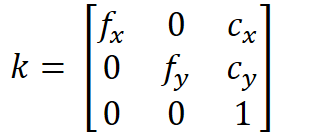 k = [ f_x 0 c_x
0 f_y c_y
0 0 1 ]